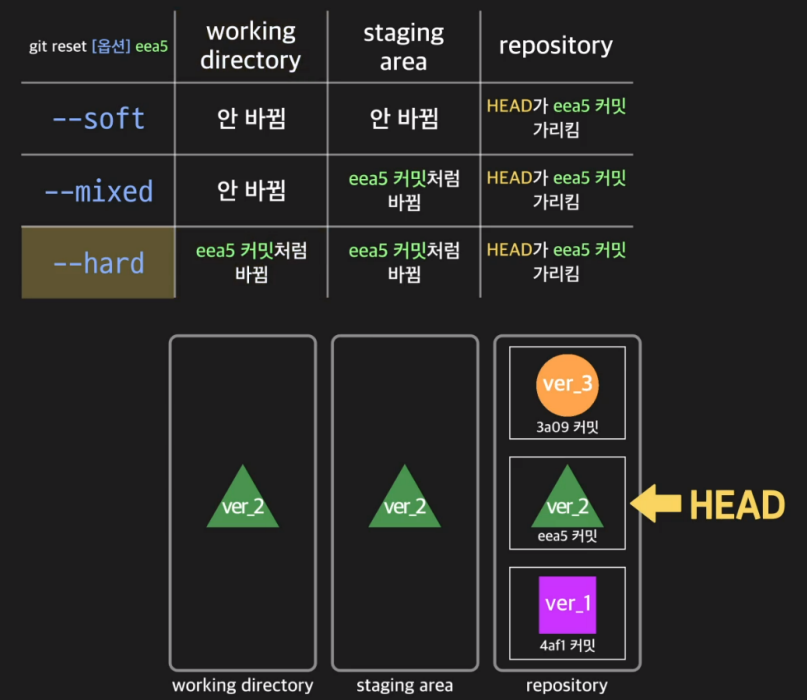 git reset [옵션] eea5
working
directory
staging
area
repository
--soft
안 바뀜
안 바뀜
HEAD가 eea5 커밋
가리킴
--mixed
안 바뀜
eea5 커밋처럼
바뀜
HEAD가 eea5 커밋
가리킴
--hard
eea5 커밋처럼
바뀜
eea5 커밋처럼
바뀜
HEAD가 eea5 커밋
가리킴
ver_2
ver_2
ver_3
3a09 커밋
ver_2
eea5 커밋
HEAD
ver_1
4af1 커밋
working directory
staging area
repository